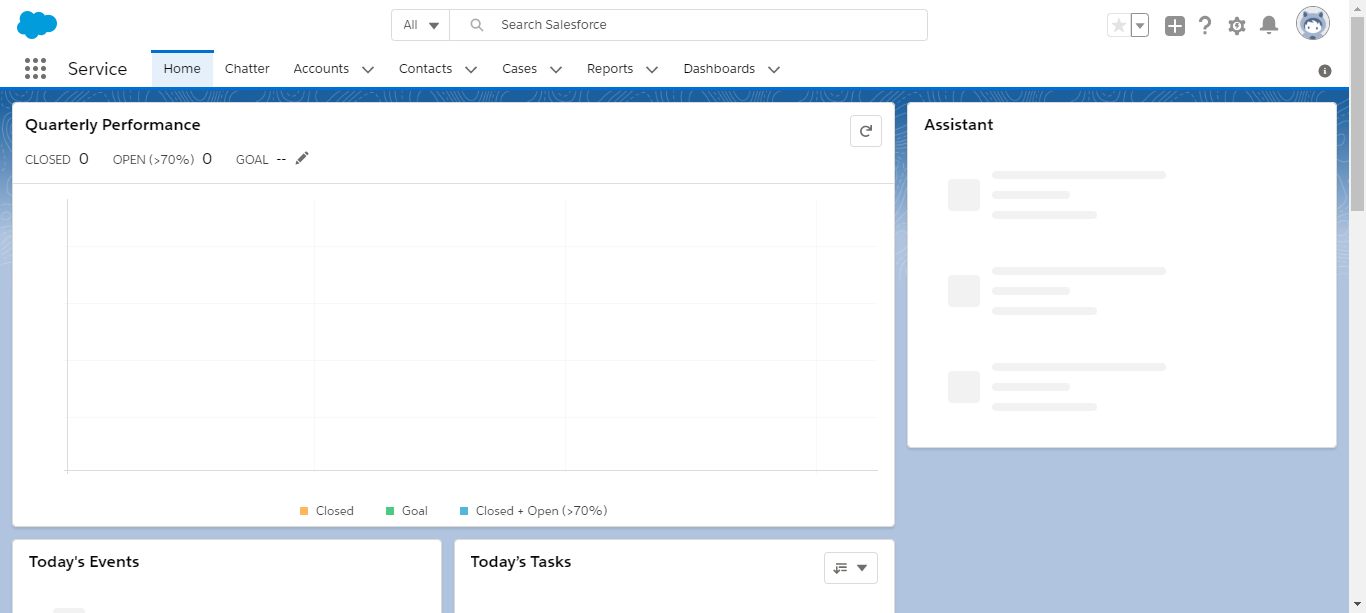 All
Search Salesforce
Service
Home
Chatter
Accounts
Contacts
Cases
Reports
Dashboards
Quarterly Performance
CLOSED 0 OPEN (>70%) 0 GOAL --
Closed
Goal
Closed + Open (>70%)
Assistant
Today's Events
Today’s Tasks